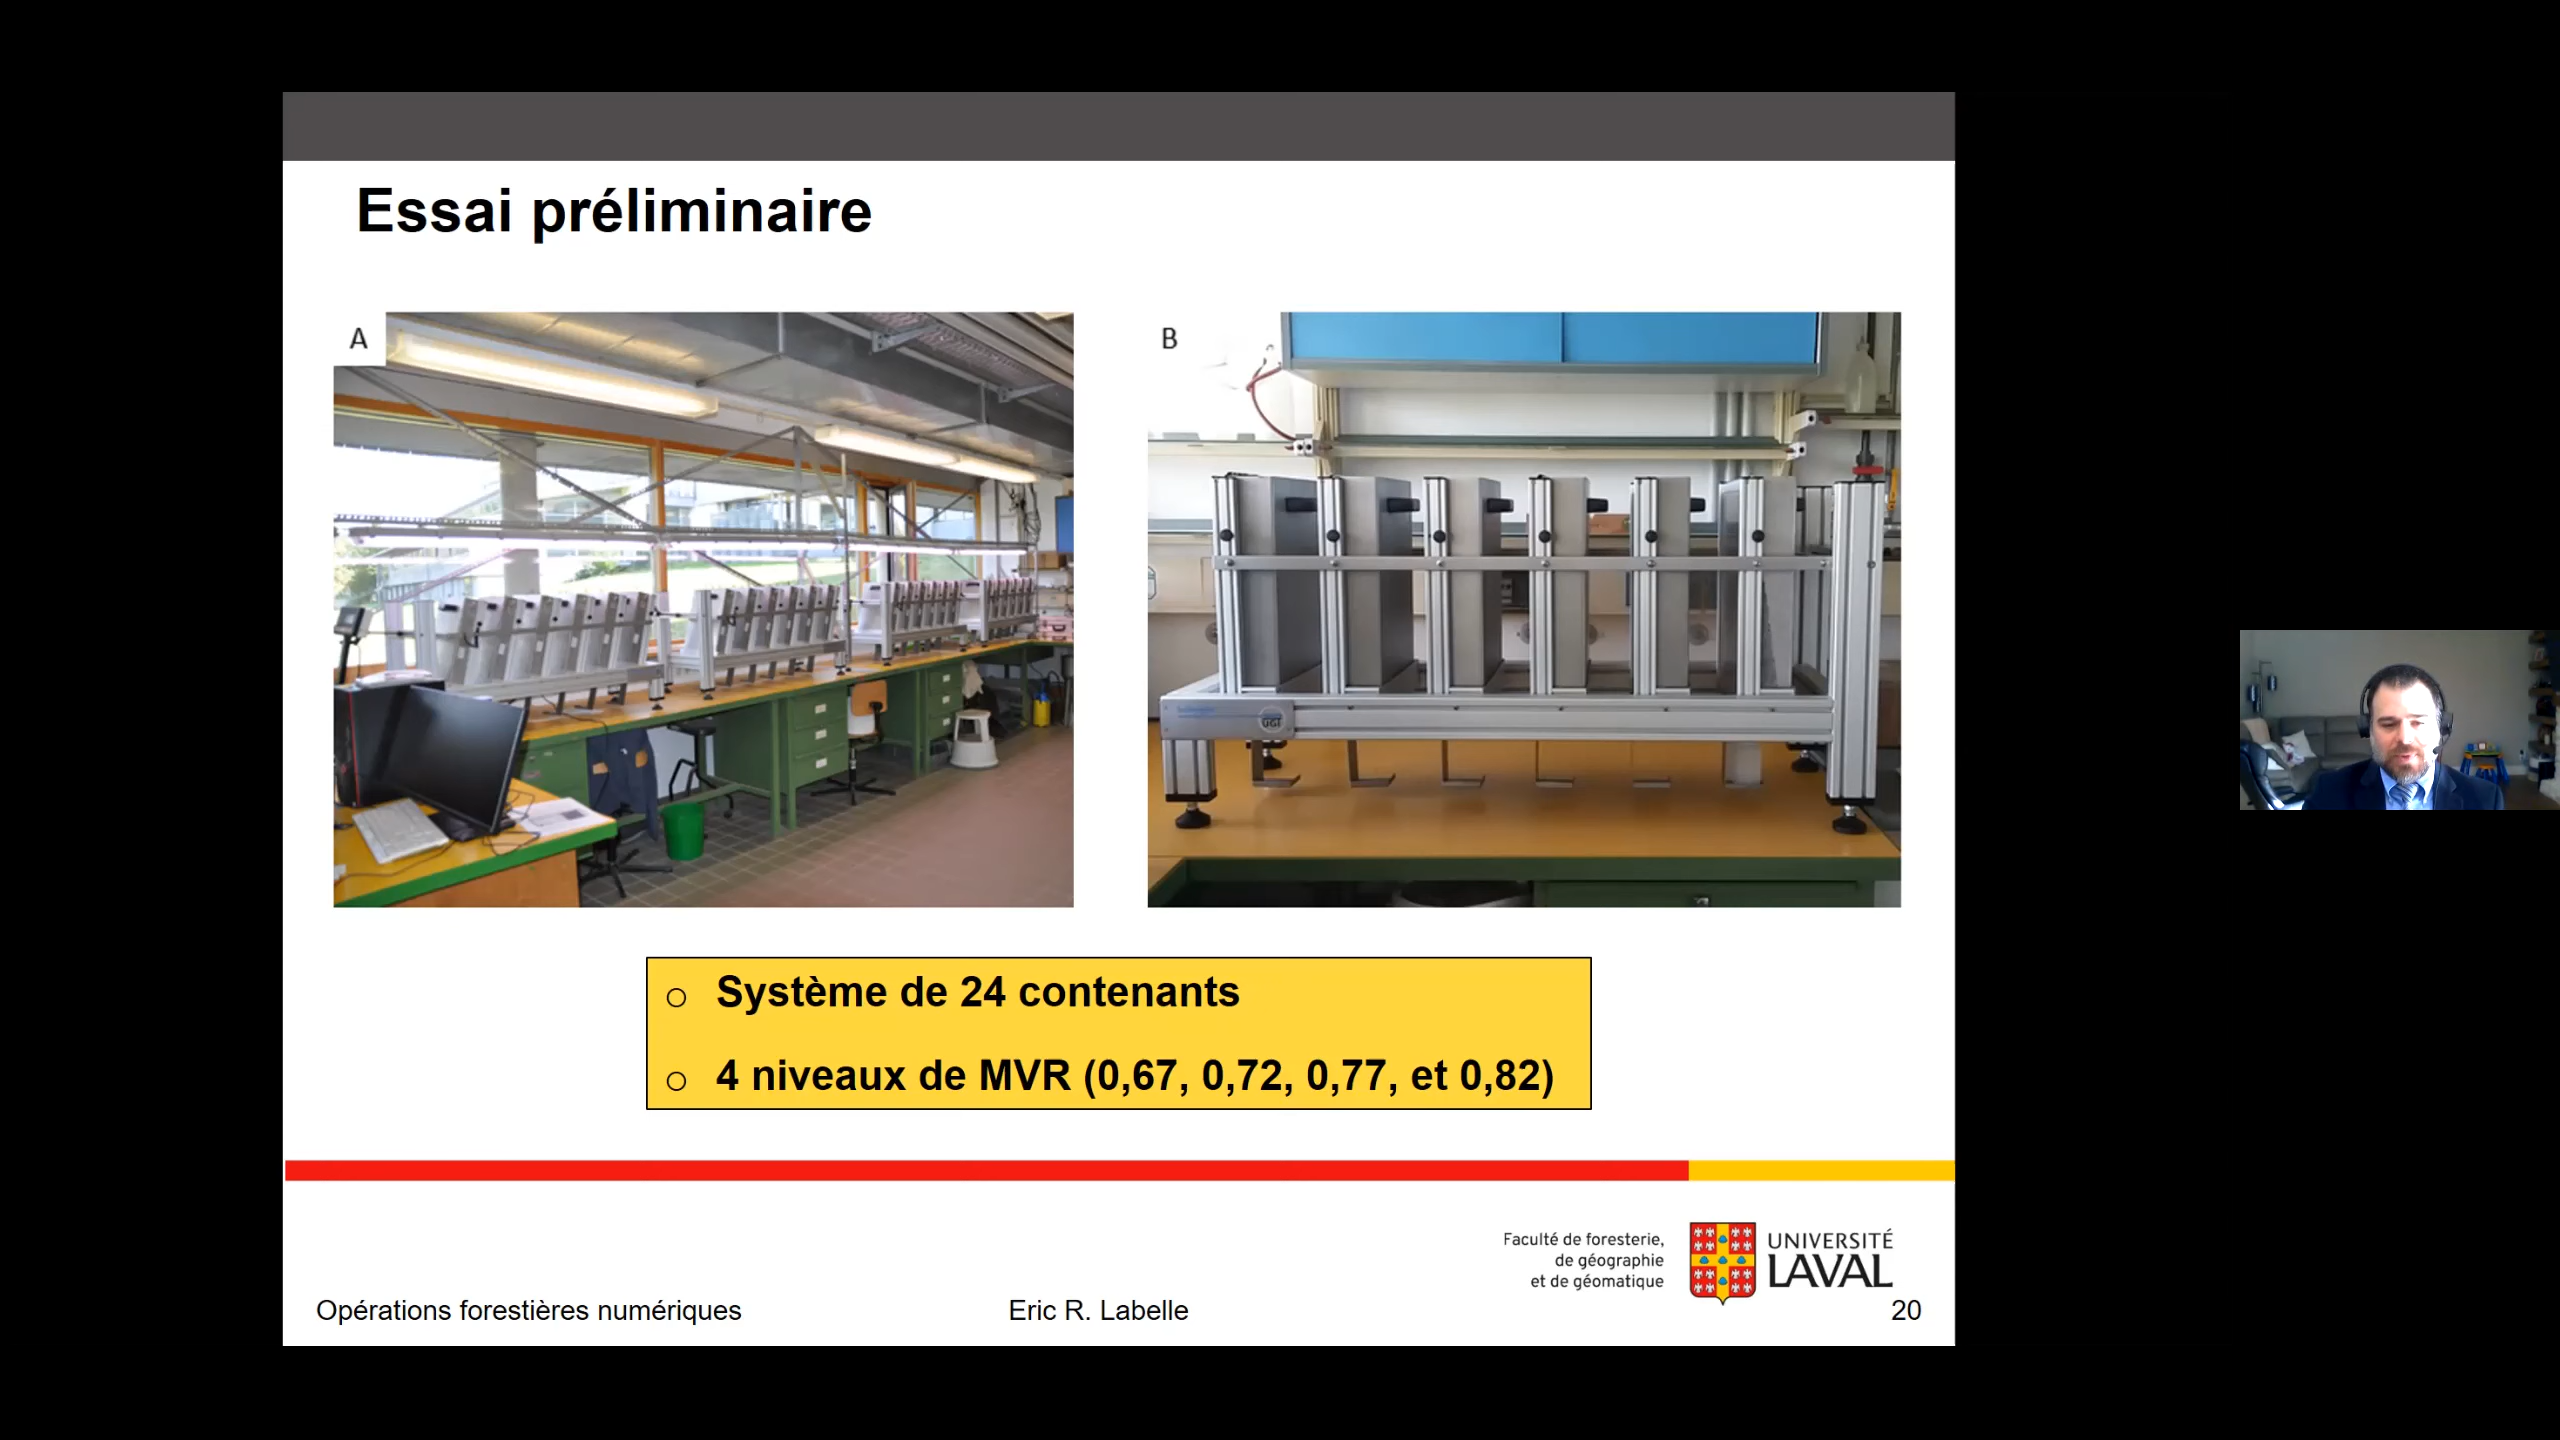 Essai préliminaire
A
B
GGT
o Système de 24 contenants
o 4 niveaux de MVR (0,67, 0,72, 0,77, et 0,82)
Faculté de foresterie,
de géographie
et de géomatique
UNIVERSITÉ
LAVAL
Opérations forestières numériques
Eric R. Labelle
20